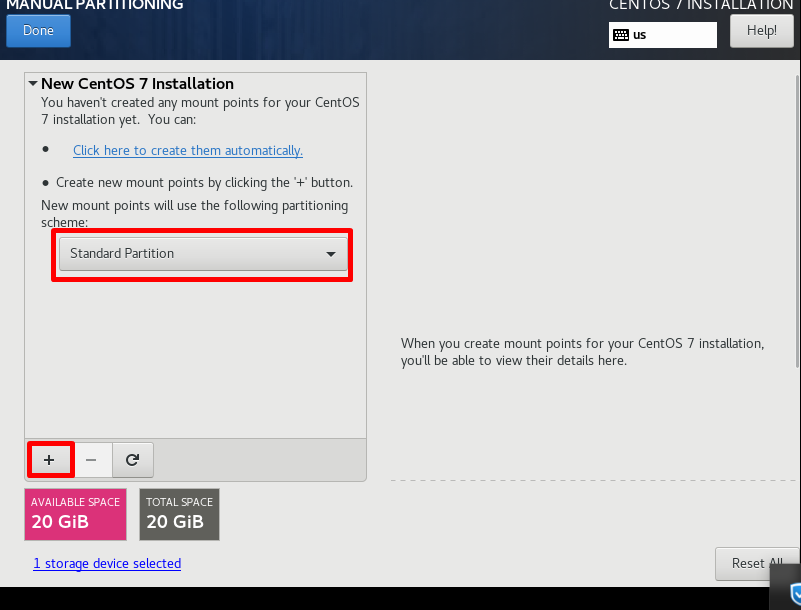 MANUAL PARTITIONING
CENTOS 7 INSTALLATION
Done
us
Help!
New CentOS 7 Installation
You haven't created any mount points for your CentOS
7 installation yet. You can:
• Click here to create them automatically.
• Create new mount points by clicking the '+' button.
New mount points will use the following partitioning
scheme:
Standard Partition
When you create mount points for your CentOS 7 installation,
you'll be able to view their details here.
+ −
AVAILABLE SPACE
20 GiB
TOTAL SPACE
20 GiB
1 storage device selected
Reset All